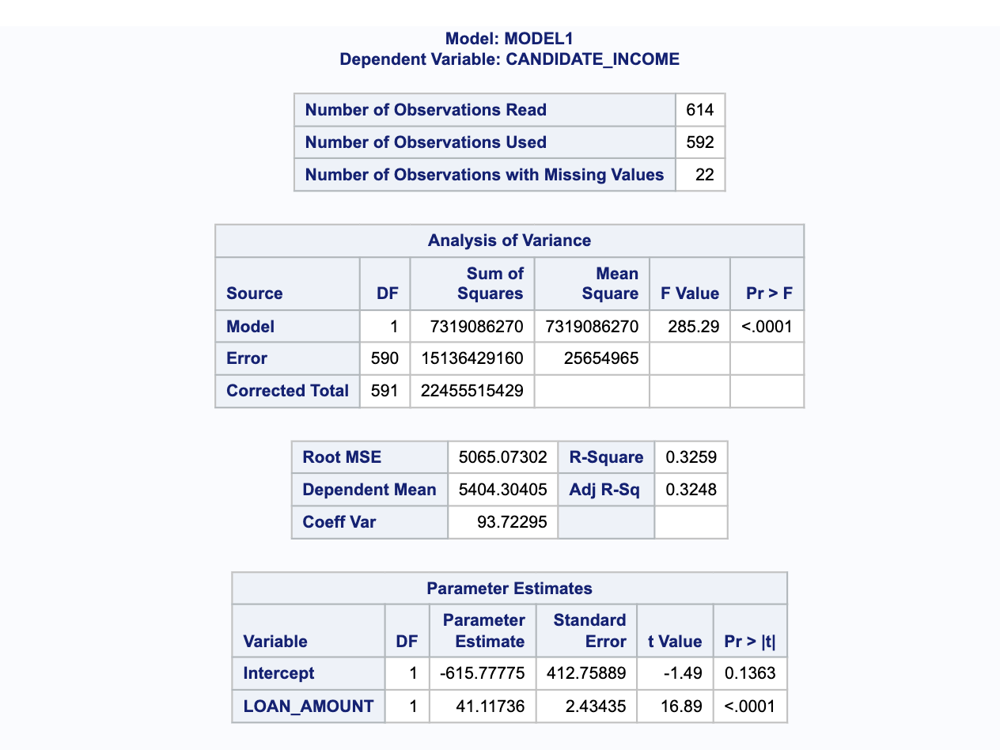 Model: MODEL1
Dependent Variable: CANDIDATE_INCOME
Number of Observations Read 614
Number of Observations Used 592
Number of Observations with Missing Values 22
Analysis of Variance
Source DF Sum of Squares Mean Square F Value Pr > F
Model 1 7319086270 7319086270 285.29 <.0001
Error 590 15136429160 25654965
Corrected Total 591 22455515429
Root MSE 5065.07302 R-Square 0.3259
Dependent Mean 5404.30405 Adj R-Sq 0.3248
Coeff Var 93.72295
Parameter Estimates
Variable DF Parameter Estimate Standard Error t Value Pr > |t|
Intercept 1 -615.77775 412.75889 -1.49 0.1363
LOAN_AMOUNT 1 41.11736 2.43435 16.89 <.0001